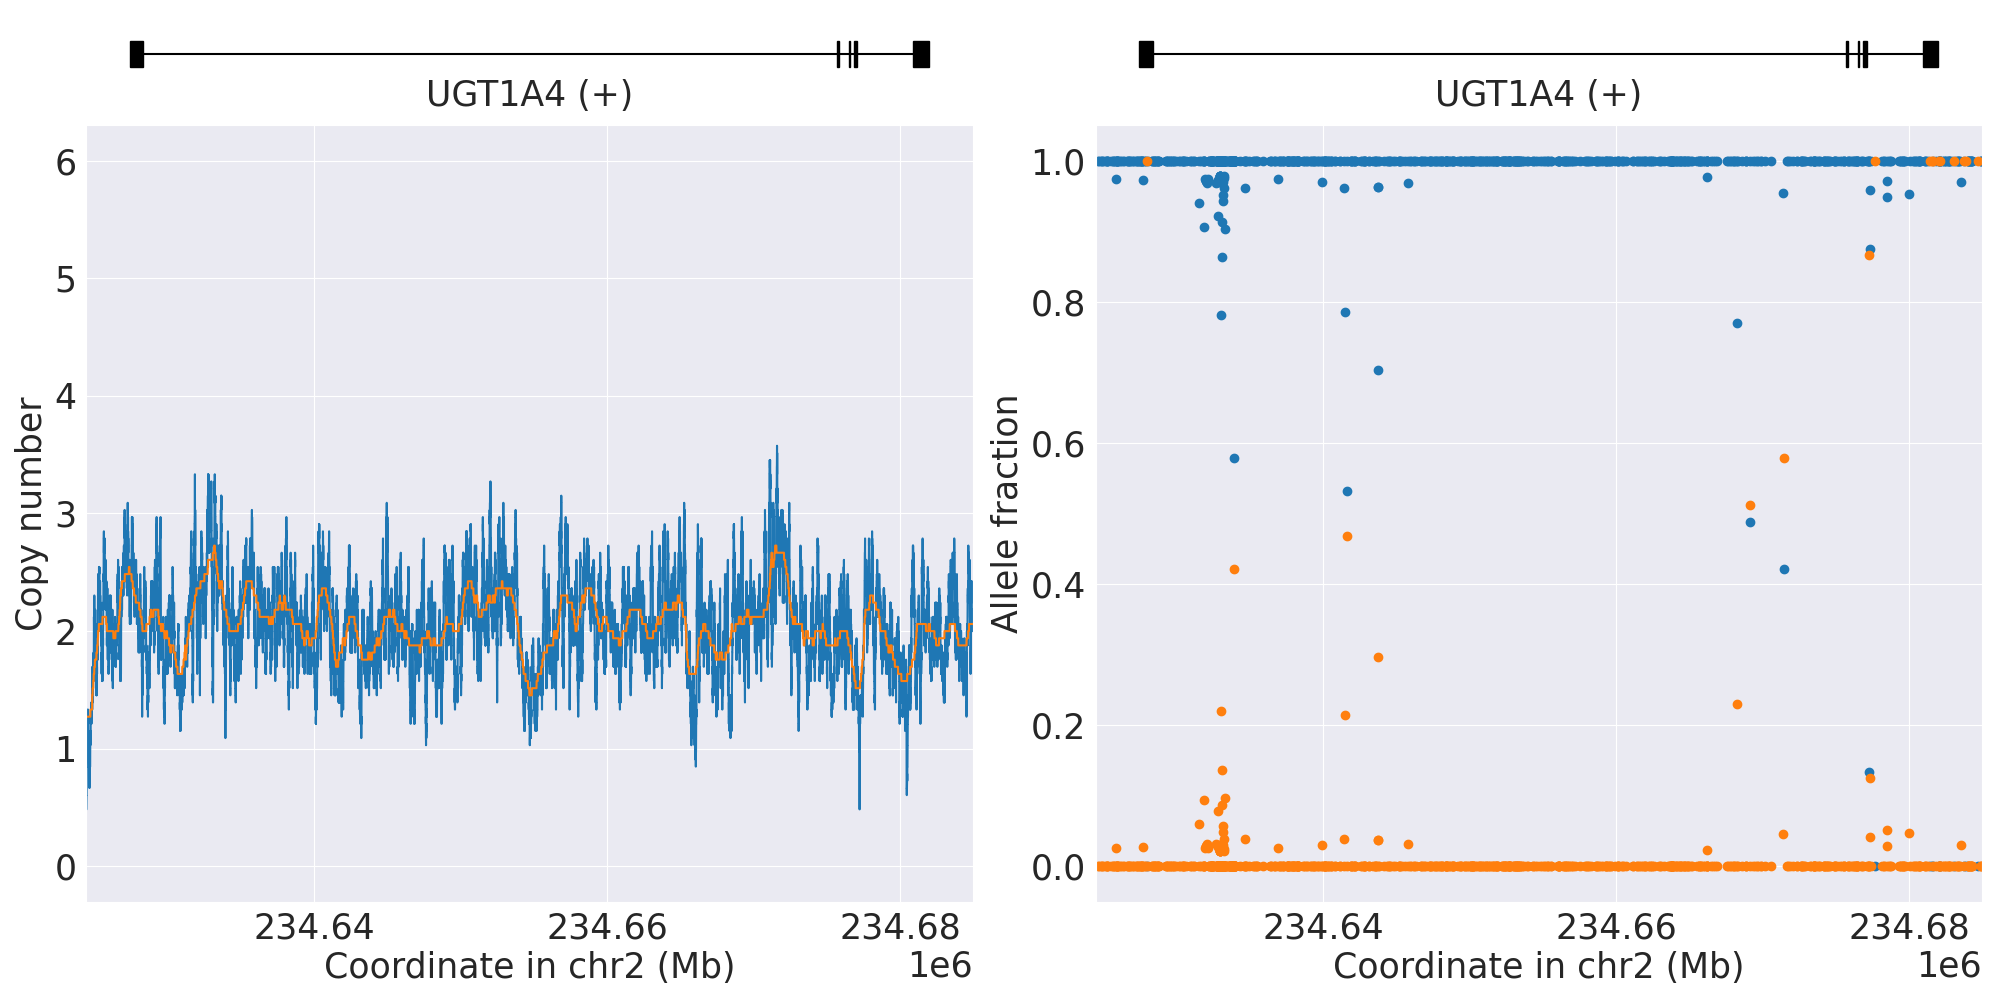 UGT1A4 (+)
6
5
4
3
2
1
0
Copy number
234.64 234.66 234.68
Coordinate in chr2 (Mb)
1e6
UGT1A4 (+)
1.0
0.8
0.6
0.4
0.2
0.0
Allele fraction
234.64 234.66 234.68
Coordinate in chr2 (Mb)
1e6